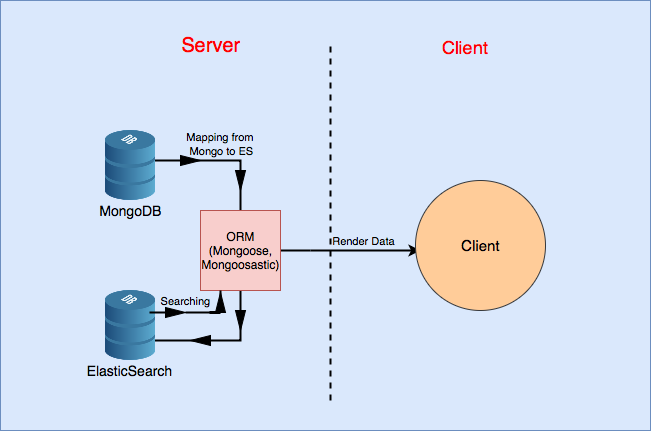 Server
Client
Mapping from
Mongo to ES
DB
MongoDB
ORM
(Mongoose,
Mongoosastic)
Render Data
Client
Searching
DB
ElasticSearch